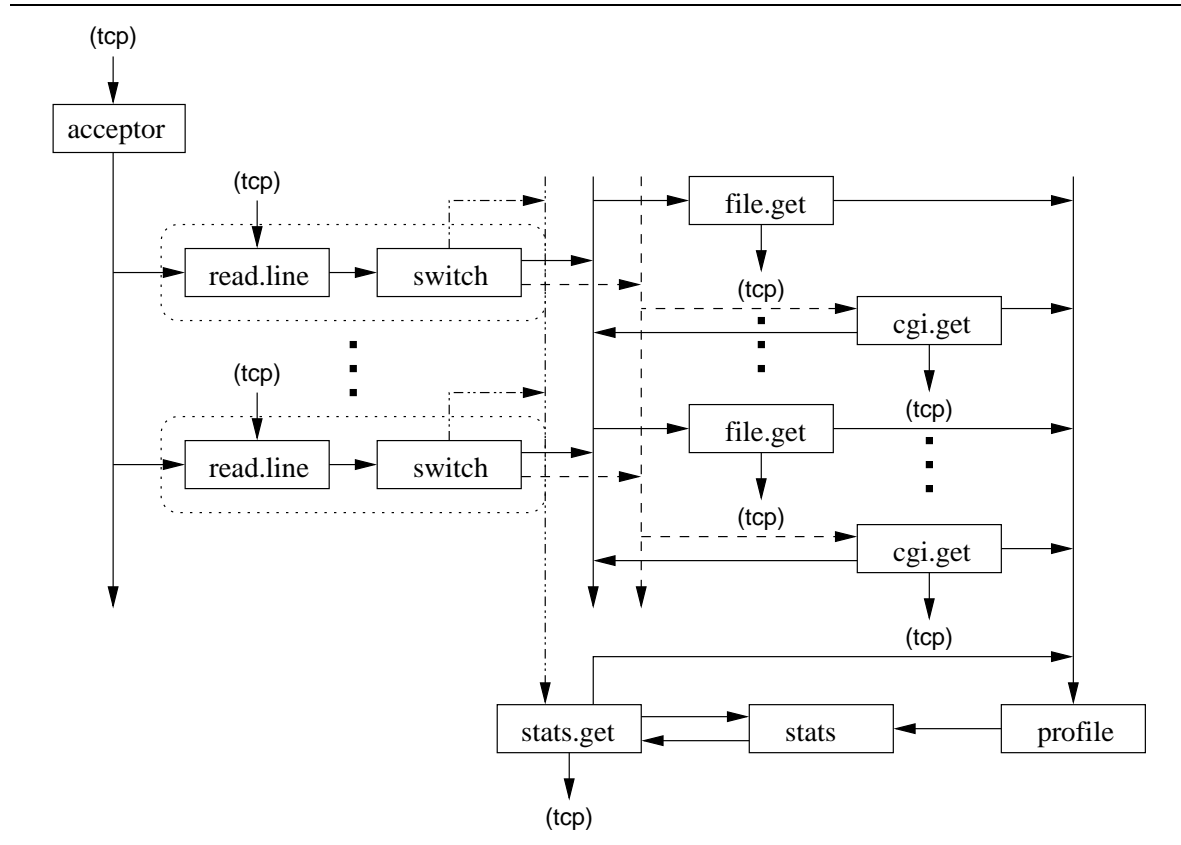 (tcp)
acceptor
(tcp)
file.get
read.line
switch
(tcp)
cgi.get
(tcp)
(tcp)
file.get
read.line
switch
(tcp)
cgi.get
(tcp)
stats.get
stats
profile
(tcp)